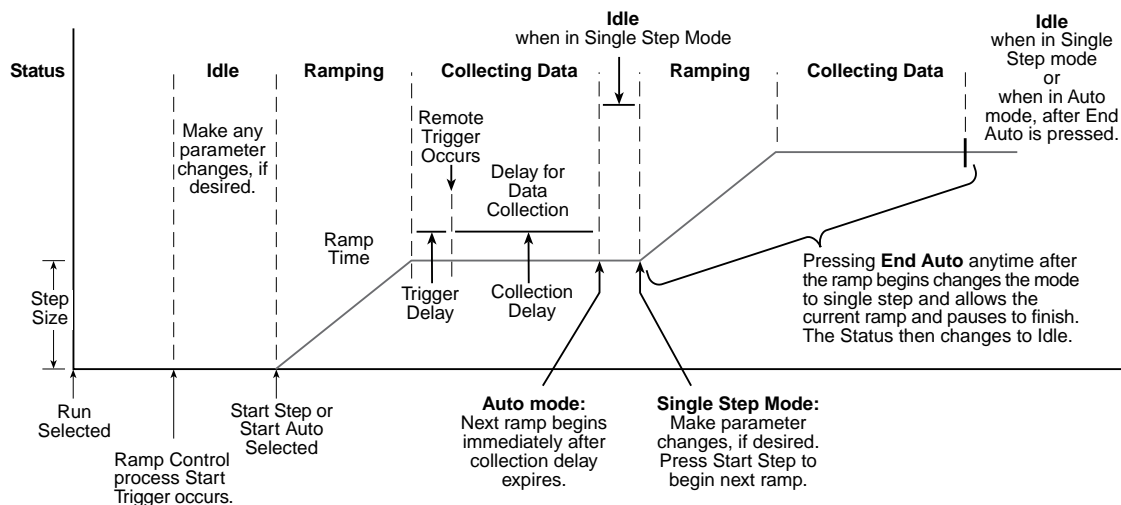 Idle
when in Single Step Mode
Idle
when in Single
Step mode
or
when in Auto
mode, after End
Auto is pressed.
Status
Idle
Ramping
Collecting Data
Ramping
Collecting Data
Make any
parameter
changes, if
desired.
Remote
Trigger
Occurs
Delay for
Data
Collection
Ramp
Time
Trigger
Delay
Collection
Delay
Step
Size
Pressing End Auto anytime after
the ramp begins changes the mode
to single step and allows the
current ramp and pauses to finish.
The Status then changes to Idle.
Run
Selected
Ramp Control
process Start
Trigger occurs.
Start Step or
Start Auto
Selected
Auto mode:
Next ramp begins
immediately after
collection delay
expires.
Single Step Mode:
Make parameter
changes, if desired.
Press Start Step to
begin next ramp.